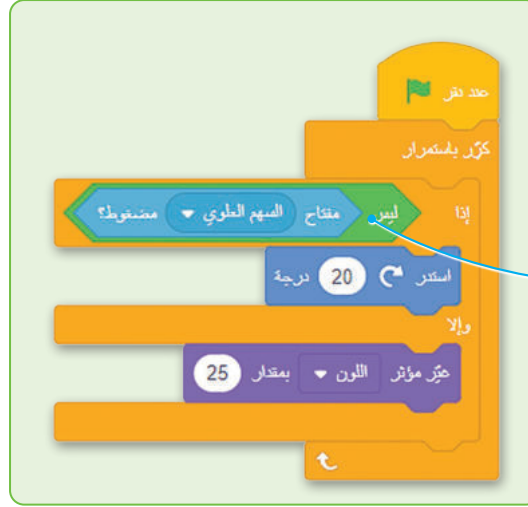 عند نقر
كرّر باستمرار
إذا ليس مفتاح السهم العلوي مضغوط؟
استدر 20 درجة
وإلا
غيّر مؤثر اللون بمقدار 25